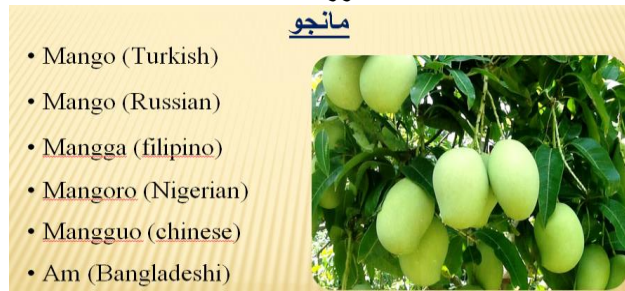 مانجو
• Mango (Turkish)
• Mango (Russian)
• Mangga (filipino)
• Mangoro (Nigerian)
• Mangguo (chinese)
• Am (Bangladeshi)